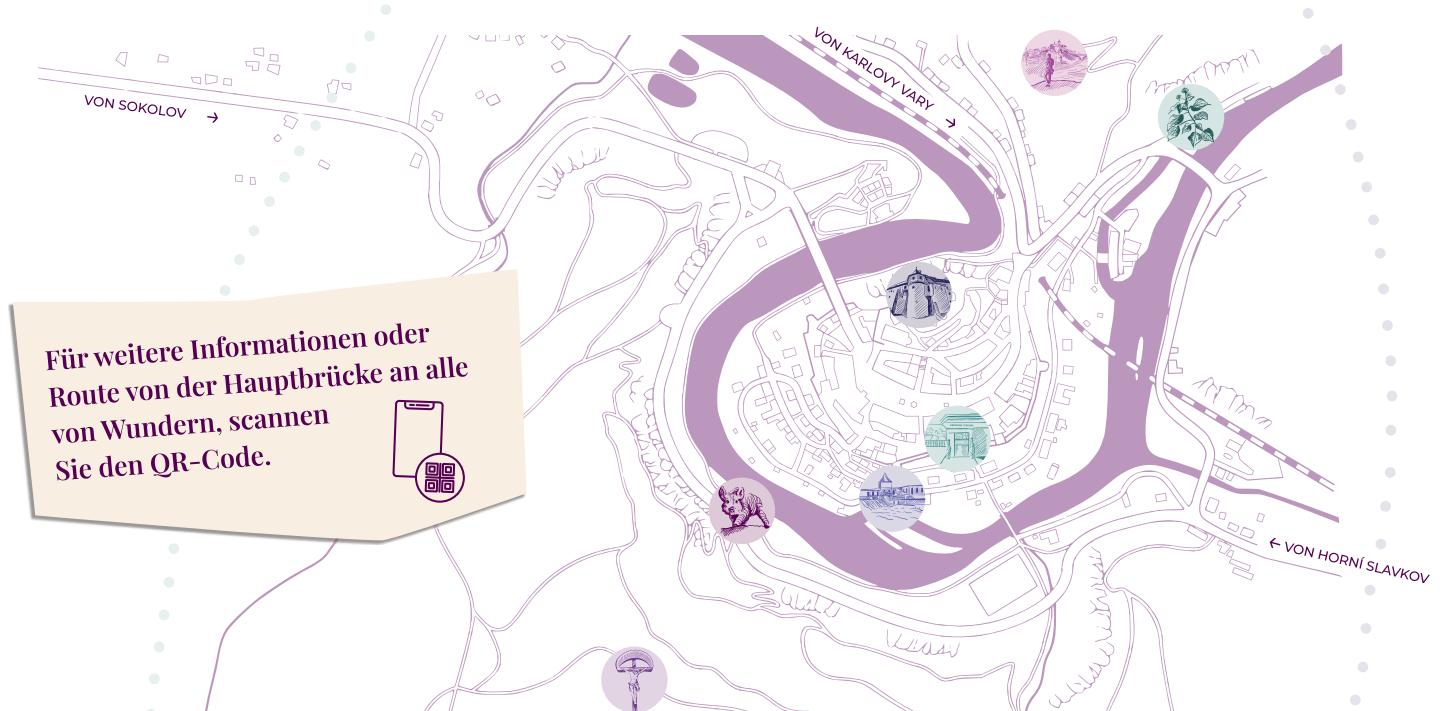 VON KARLOVY VARY
VON SOKOLOV
Für weitere Informationen oder
Route von der Hauptbrücke an alle
von Wundern, scannen
Sie den QR-Code.
VON HORNÍ SLAVKOV